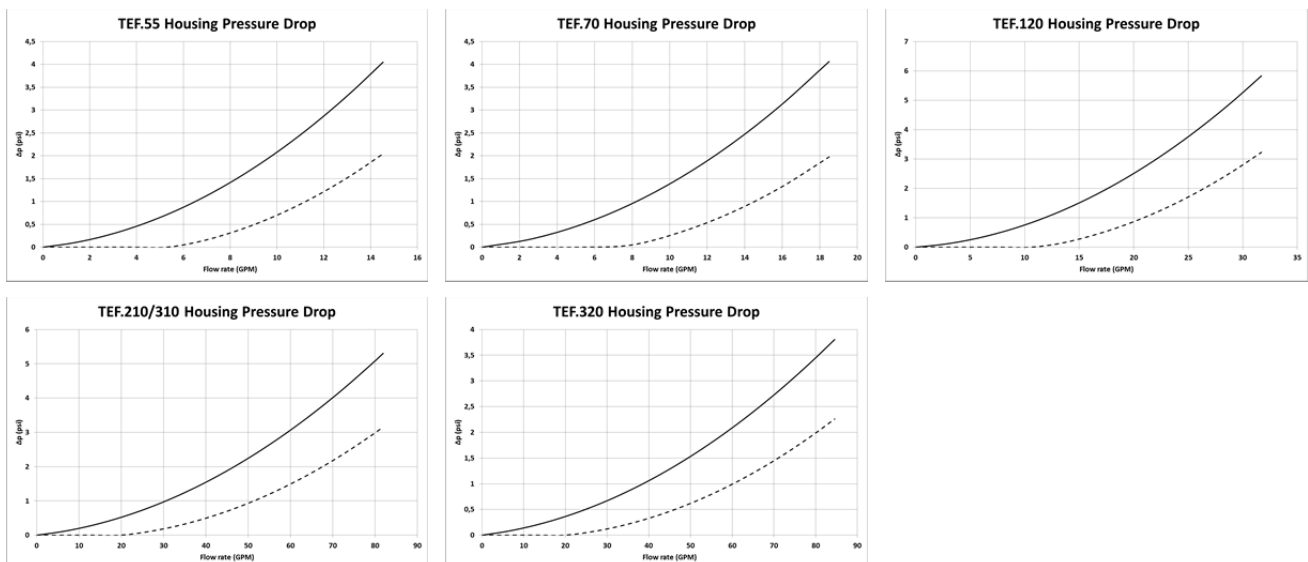 TEF.55 Housing Pressure Drop
4,5
4
3,5
3
2,5
2
1,5
1
0,5
0
Δp (psi)
0 2 4 6 8 10 12 14 16
Flow rate (GPM)
TEF.70 Housing Pressure Drop
4,5
4
3,5
3
2,5
2
1,5
1
0,5
0
Δp (psi)
0 2 4 6 8 10 12 14 16 18 20
Flow rate (GPM)
TEF.120 Housing Pressure Drop
7
6
5
4
3
2
1
0
Δp (psi)
0 5 10 15 20 25 30 35
Flow rate (GPM)
TEF.210/310 Housing Pressure Drop
6
5
4
3
2
1
0
Δp (psi)
0 10 20 30 40 50 60 70 80 90
Flow rate (GPM)
TEF.320 Housing Pressure Drop
4
3,5
3
2,5
2
1,5
1
0,5
0
Δp (psi)
0 10 20 30 40 50 60 70 80 90
Flow rate (GPM)